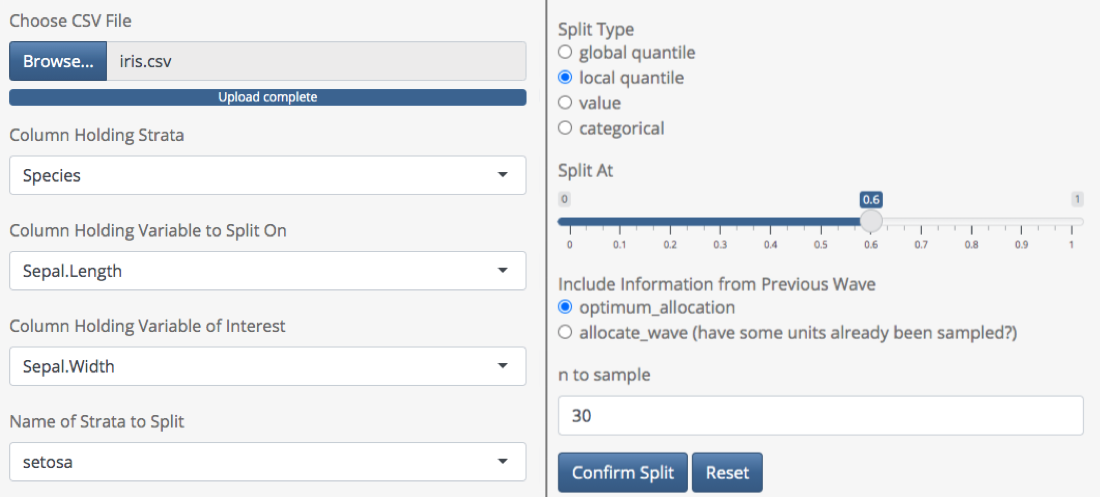 Choose CSV File
Browse... iris.csv
Upload complete
Column Holding Strata
Species
Column Holding Variable to Split On
Sepal.Length
Column Holding Variable of Interest
Sepal.Width
Name of Strata to Split
setosa
Split Type
global quantile
local quantile
value
categorical
Split At
0 0.6 1
0 0.1 0.2 0.3 0.4 0.5 0.6 0.7 0.8 0.9 1
Include Information from Previous Wave
optimum_allocation
allocate_wave (have some units already been sampled?)
n to sample
30
Confirm Split Reset